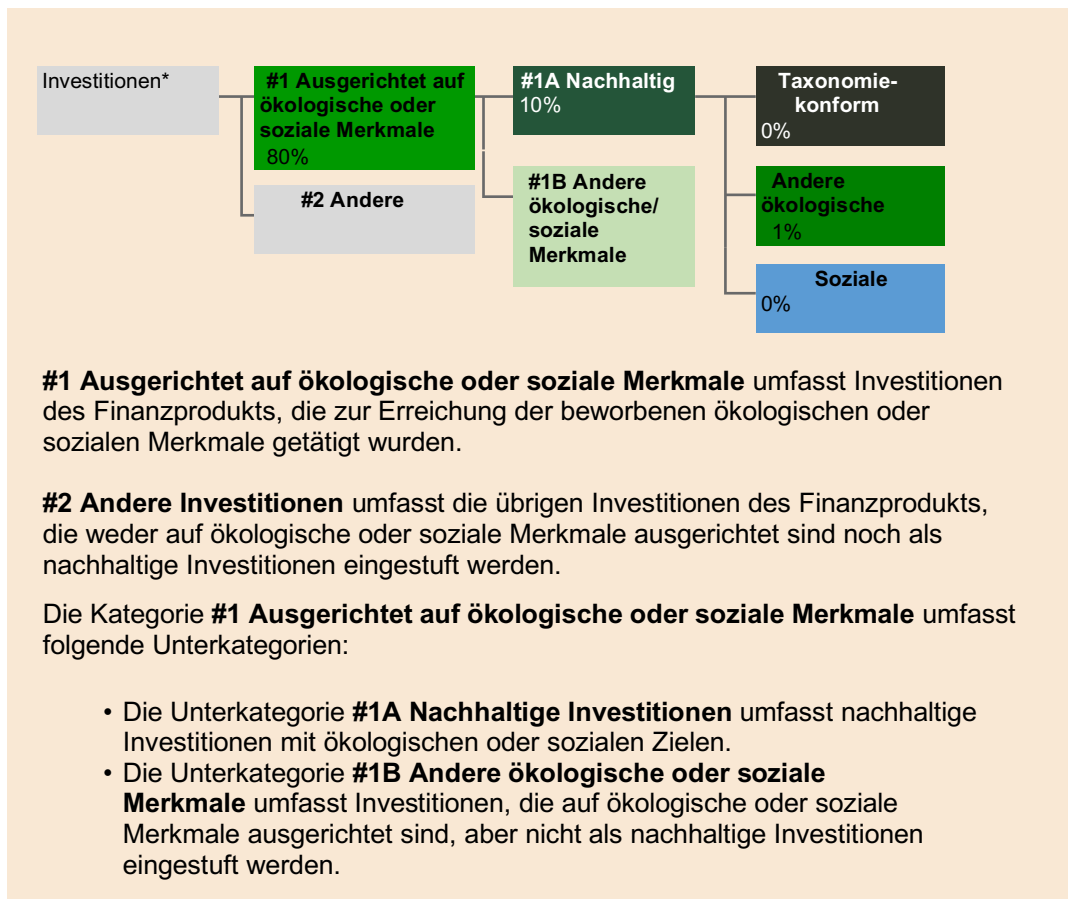 Investitionen*
#1 Ausgerichtet auf
ökologische oder
soziale Merkmale
80%
#2 Andere
#1A Nachhaltig
10%
#1B Andere
ökologische/
soziale
Merkmale
Taxonomie-
konform
0%
Andere
ökologische
1%
Soziale
0%
#1 Ausgerichtet auf ökologische oder soziale Merkmale umfasst Investitionen
des Finanzprodukts, die zur Erreichung der beworbenen ökologischen oder
sozialen Merkmale getätigt wurden.
#2 Andere Investitionen umfasst die übrigen Investitionen des Finanzprodukts,
die weder auf ökologische oder soziale Merkmale ausgerichtet sind noch als
nachhaltige Investitionen eingestuft werden.
Die Kategorie #1 Ausgerichtet auf ökologische oder soziale Merkmale umfasst
folgende Unterkategorien:
• Die Unterkategorie #1A Nachhaltige Investitionen umfasst nachhaltige
Investitionen mit ökologischen oder sozialen Zielen.
• Die Unterkategorie #1B Andere ökologische oder soziale
Merkmale umfasst Investitionen, die auf ökologische oder soziale
Merkmale ausgerichtet sind, aber nicht als nachhaltige Investitionen
eingestuft werden.